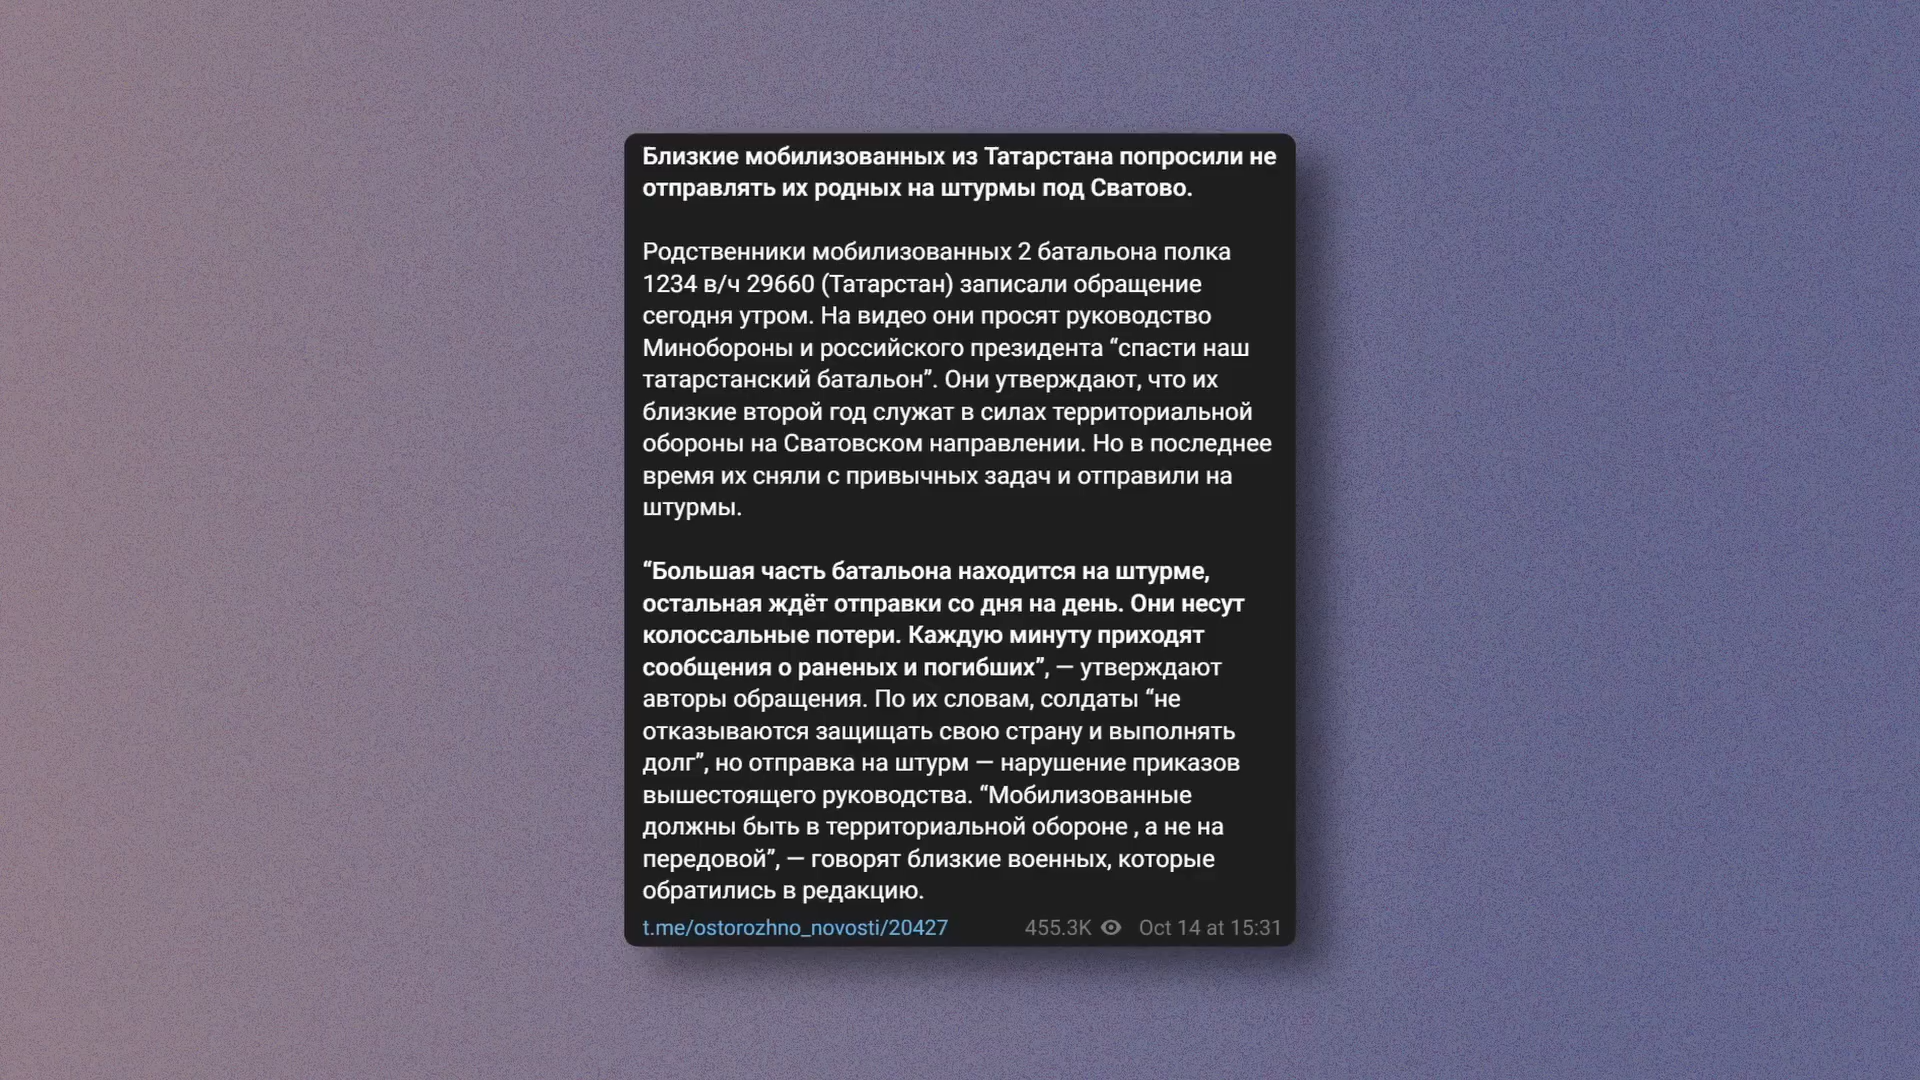 Близкие мобилизованных из Татарстана попросили не
отправлять их родных на штурмы под Сватово.
Родственники мобилизованных 2 батальона полка
1234 в/ч 29660 (Татарстан) записали обращение
сегодня утром. На видео они просят руководство
Минобороны и российского президента “спасти наш
татарстанский батальон”. Они утверждают, что их
близкие второй год служат в силах территориальной
обороны на Сватовском направлении. Но в последнее
время их сняли с привычных задач и отправили на
штурмы.
“Большая часть батальона находится на штурме,
остальная ждёт отправки со дня на день. Они несут
колоссальные потери. Каждую минуту приходят
сообщения о раненых и погибших”, — утверждают
авторы обращения. По их словам, солдаты “не
отказываются защищать свою страну и выполнять
долг”, но отправка на штурм — нарушение приказов
вышестоящего руководства. “Мобилизованные
должны быть в территориальной обороне , а не на
передовой”, — говорят близкие военных, которые
обратились в редакцию.
t.me/ostorozhno_novosti/20427 455.3K Oct 14 at 15:31